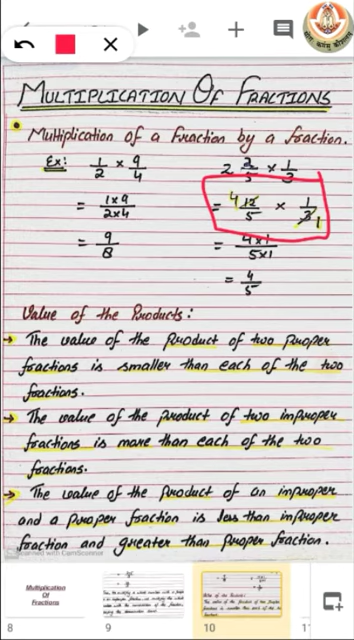 MULTIPLICATION OF FRACTIONS
Multiplication of a fraction by a fraction.
Ex: 1/2 × 9/4
= 1×9/2×4
= 9/8
2 2/5 × 1/3
= 4 12/5 × 1/3 1
= 4×1/5×1
= 4/5
Value of the Products:
→ The value of the product of two proper
fractions is smaller than each of the two
fractions.
→ The value of the product of two improper
fractions is more than each of the two
fractions.
→ The value of the product of an improper
and a proper fraction is less than improper
fraction and greater than proper fraction.
Scanned with CamScanner
8
Multiplication
Of
Fractions
9
10
11